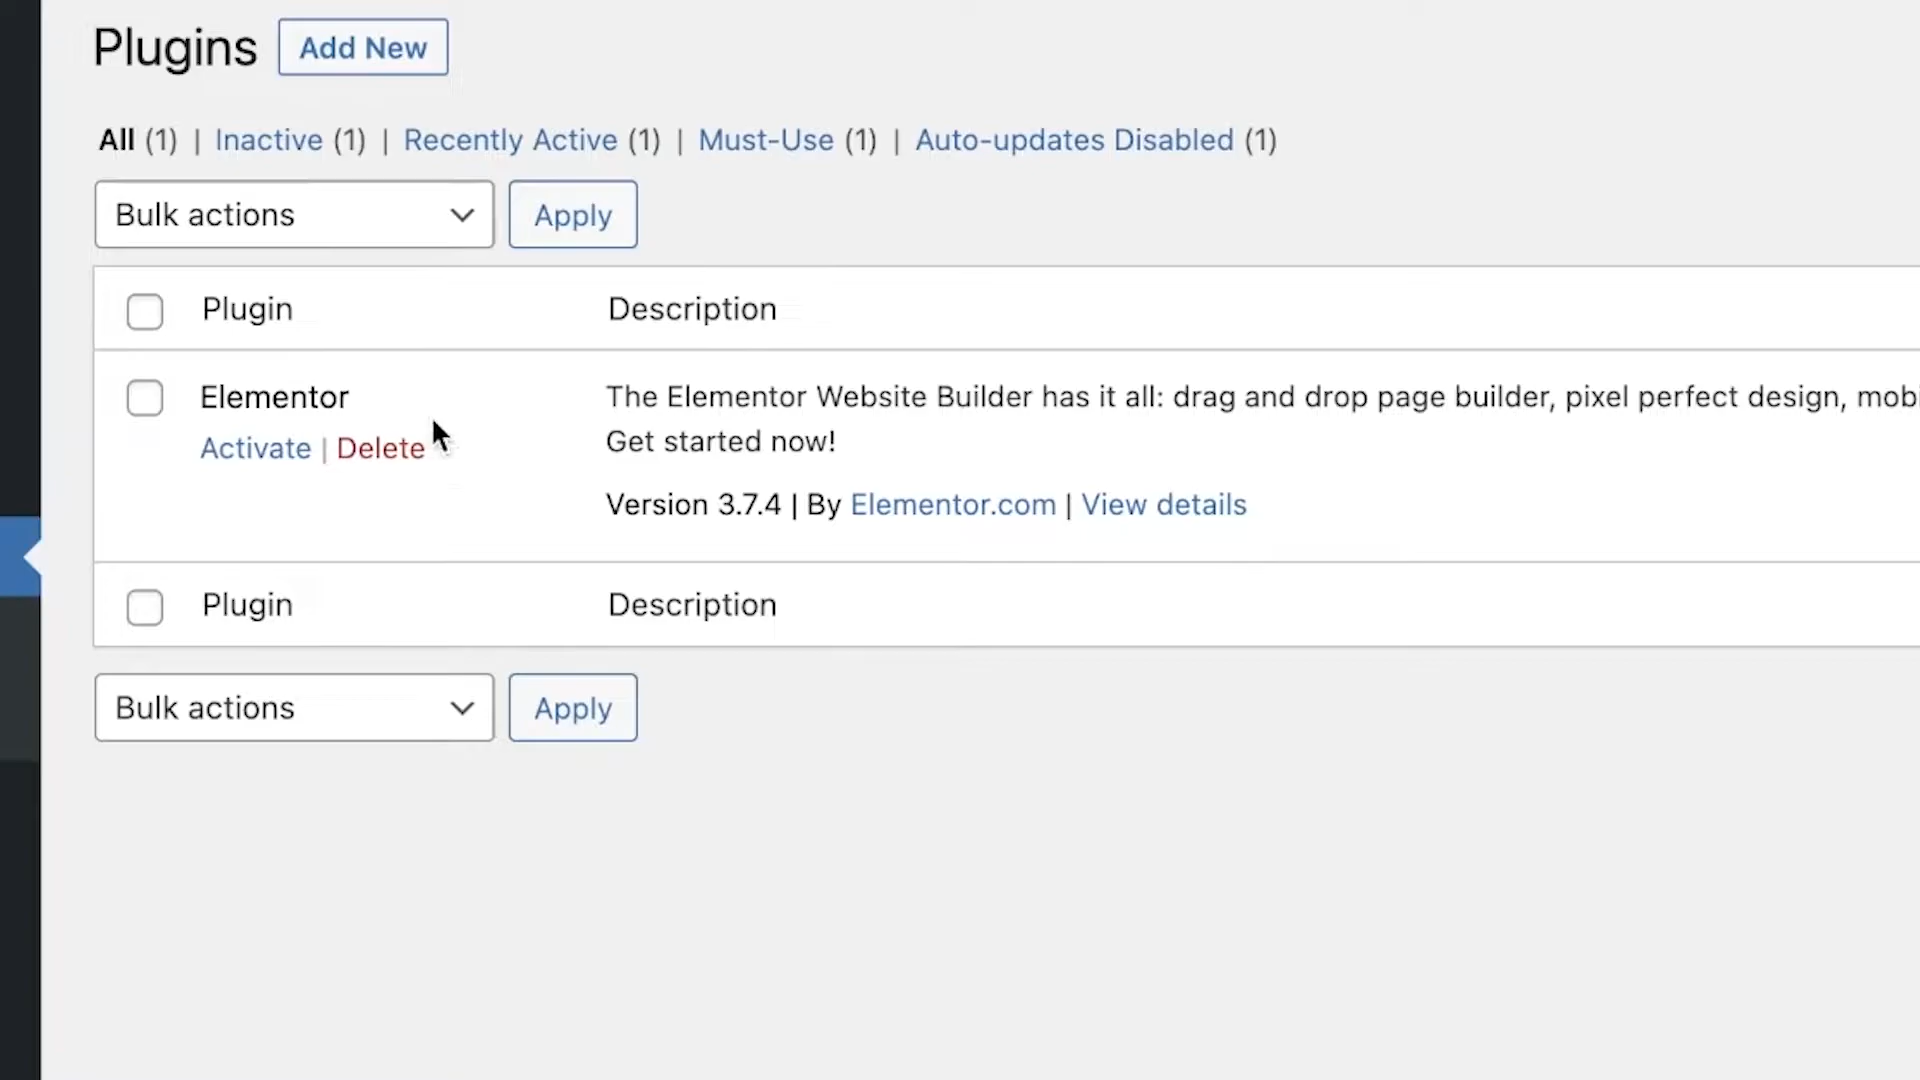 Plugins Add New
All (1) | Inactive (1) | Recently Active (1) | Must-Use (1) | Auto-updates Disabled (1)
Bulk actions Apply
Plugin Description
Elementor The Elementor Website Builder has it all: drag and drop page builder, pixel perfect design, mobi
Activate | Delete Get started now!
Version 3.7.4 | By Elementor.com | View details
Plugin Description
Bulk actions Apply